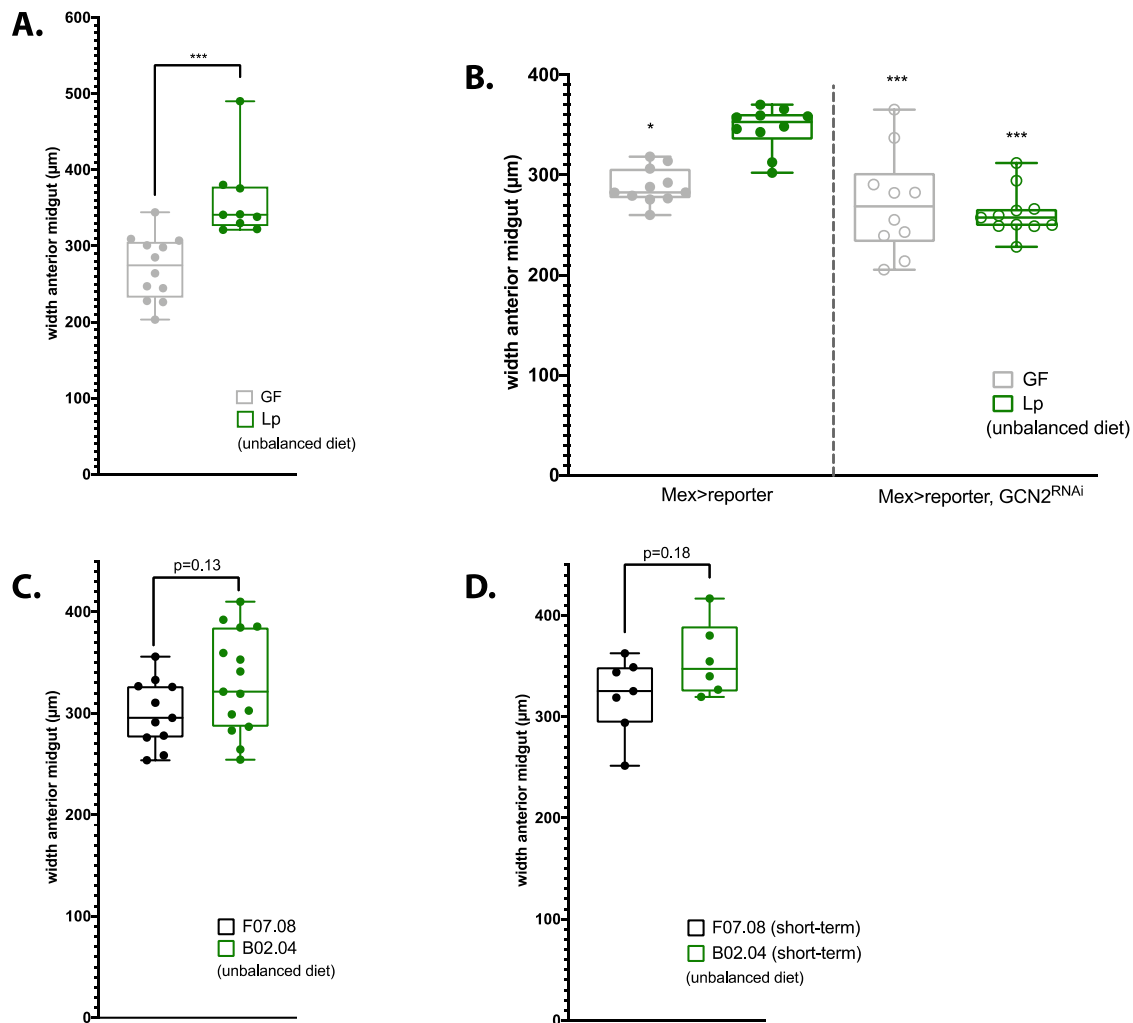 A.
width anterior midgut (µm)
600
500
400
300
200
100
0
***
GF
Lp
(unbalanced diet)
B.
width anterior midgut (µm)
400
300
200
100
0
*
***
***
GF
Lp
(unbalanced diet)
Mex>reporter
Mex>reporter, GCN2RNAi
C.
width anterior midgut (µm)
400
300
200
100
0
p=0.13
F07.08
B02.04
(unbalanced diet)
D.
width anterior midgut (µm)
400
300
200
100
0
p=0.18
F07.08 (short-term)
B02.04 (short-term)
(unbalanced diet)